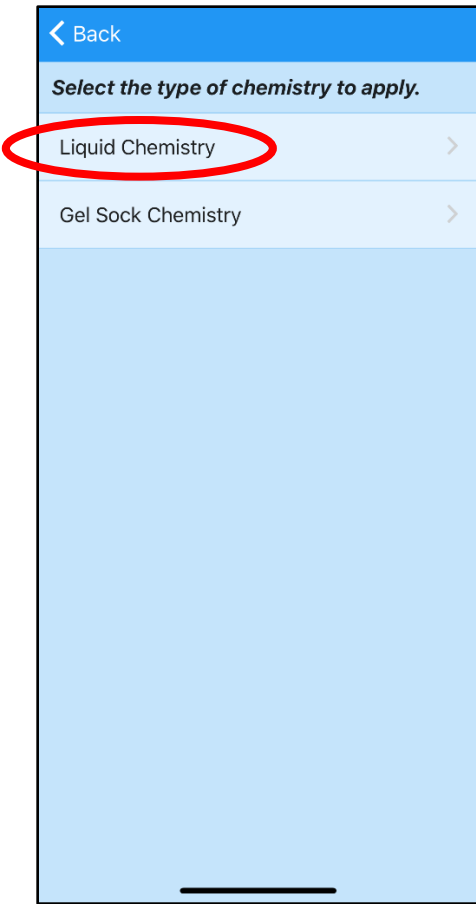 Back
Select the type of chemistry to apply.
Liquid Chemistry
Gel Sock Chemistry